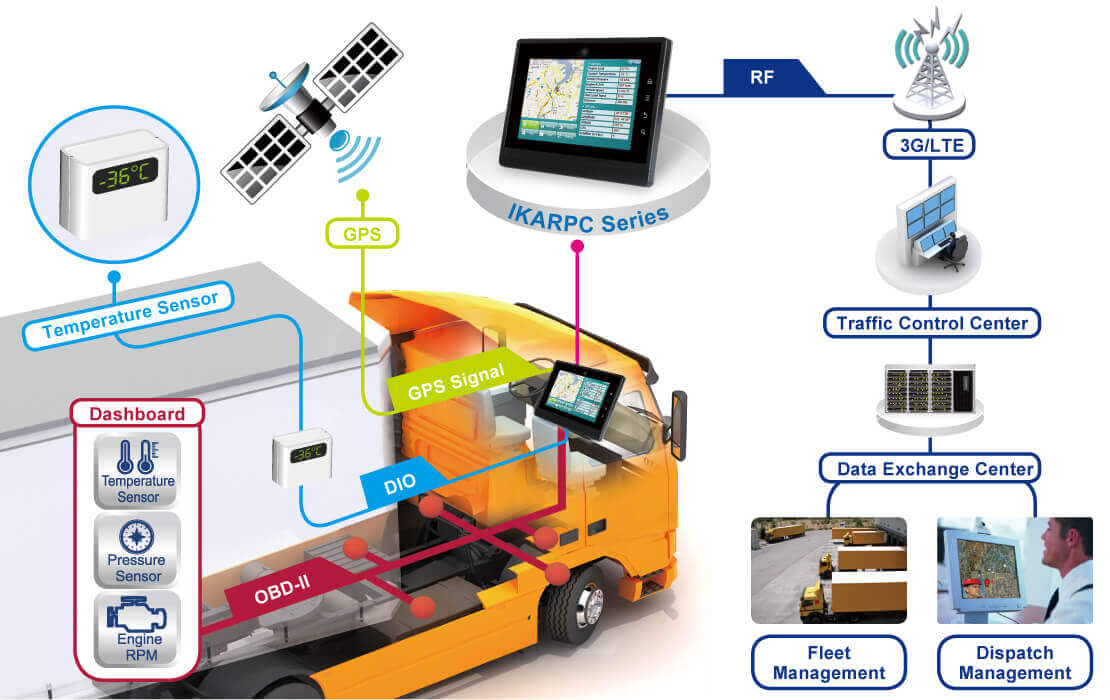 -36°C
Temperature Sensor
GPS
IKARPC Series
RF
3G/LTE
Traffic Control Center
Data Exchange Center
Fleet
Management
Dispatch
Management
GPS Signal
-36°C
DIO
OBD-II
Dashboard
Temperature
Sensor
Pressure
Sensor
Engine
RPM